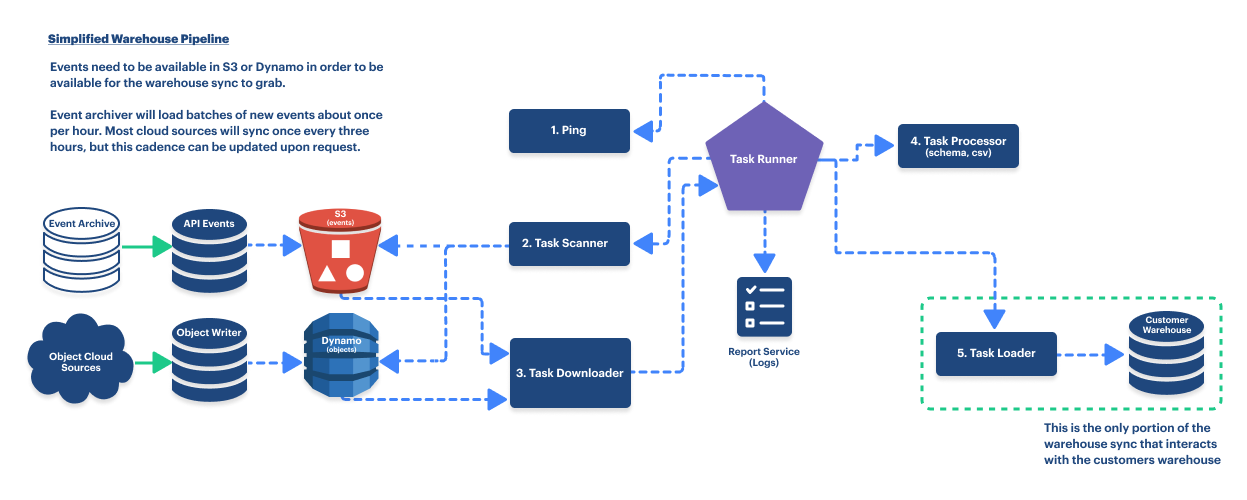 Simplified Warehouse Pipeline
Events need to be available in S3 or Dynamo in order to be
available for the warehouse sync to grab.
Event archiver will load batches of new events about once
per hour. Most cloud sources will sync once every three
hours, but this cadence can be updated upon request.
1. Ping
Task Runner
4. Task Processor
(schema, csv)
Event Archive
API Events
S3
(events)
2. Task Scanner
Object Cloud
Sources
Object Writer
Dynamo
(objects)
3. Task Downloader
Report Service
(Logs)
5. Task Loader
Customer
Warehouse
This is the only portion of the
warehouse sync that interacts
with the customers warehouse